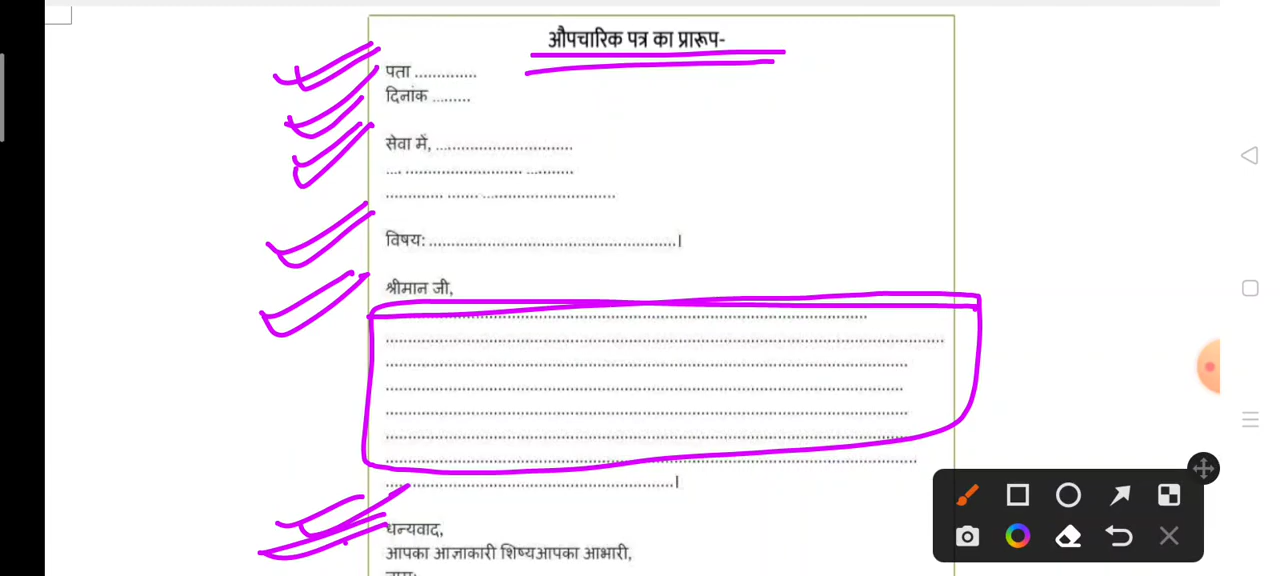 औपचारिक पत्र का प्रारूप-
पता ..............
दिनांक .........
सेवा में, ...............................
.... ........................... ...........
............. ....... ...............................
विषय: .........................................................।
श्रीमान जी,
................................................................................................................
..................................................................................................................................
.........................................................................................................................
........................................................................................................................
.........................................................................................................................
.........................................................................................................................
...........................................................................................................................
...................................................................।
धन्यवाद,
आपका आज्ञाकारी शिष्यआपका आभारी,